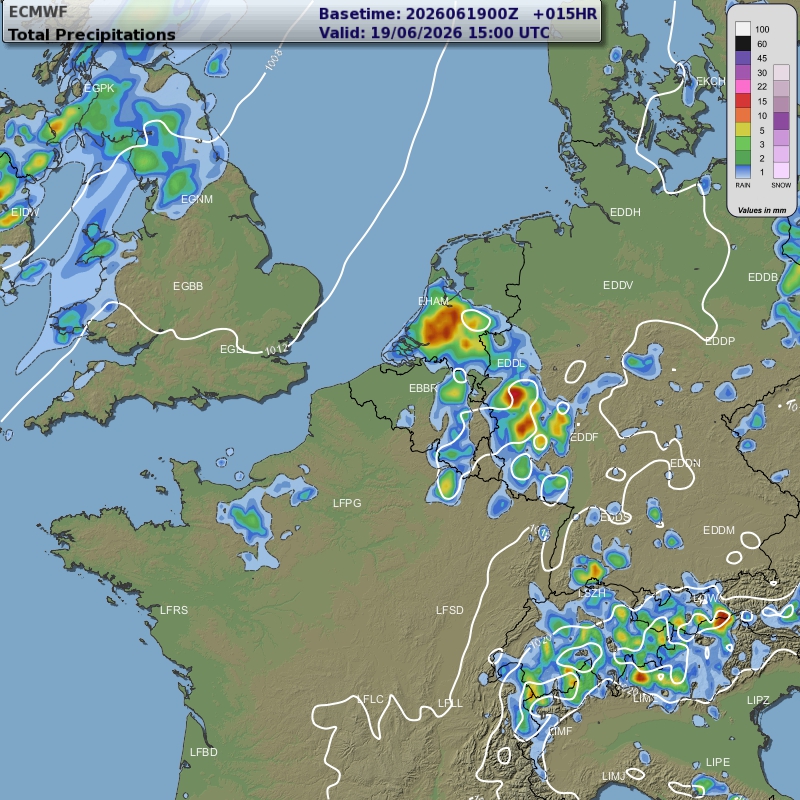 ECMWF
Basetime: 2026061900Z +015HR
Total Precipitations
Valid: 19/06/2026 15:00 UTC
100
60
45
30
22
15
10
5
3
2
1
RAIN
SNOW
Values in mm
1008
EGPK
EKCH
EIDW
EGNM
EDDH
EGBB
EDDV
EDDB
EHAM
EGLL
1012
EDDP
EDDL
EBBR
EDDF
EDDN
LFPG
EDDS
EDDM
LSZH
LFRS
LFSD
LFLC
LFLL
LIPZ
LIMF
LFBD
LIPE
LIMJ